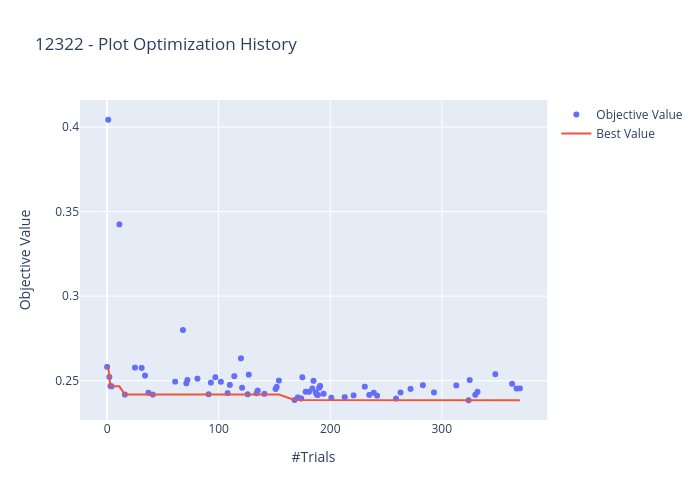 12322 - Plot Optimization History
Objective Value
Best Value
0.4
0.35
0.3
0.25
Objective Value
0
100
200
300
#Trials